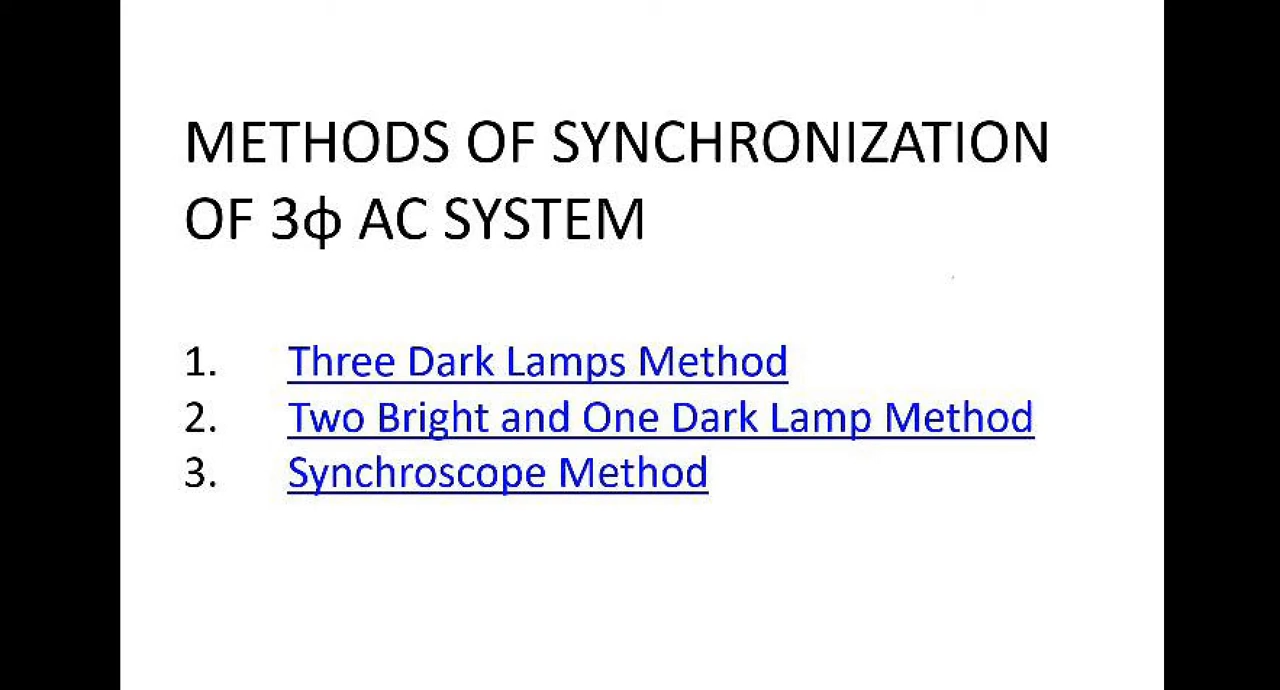 METHODS OF SYNCHRONIZATION
OF 3ϕ AC SYSTEM
1. Three Dark Lamps Method
2. Two Bright and One Dark Lamp Method
3. Synchroscope Method